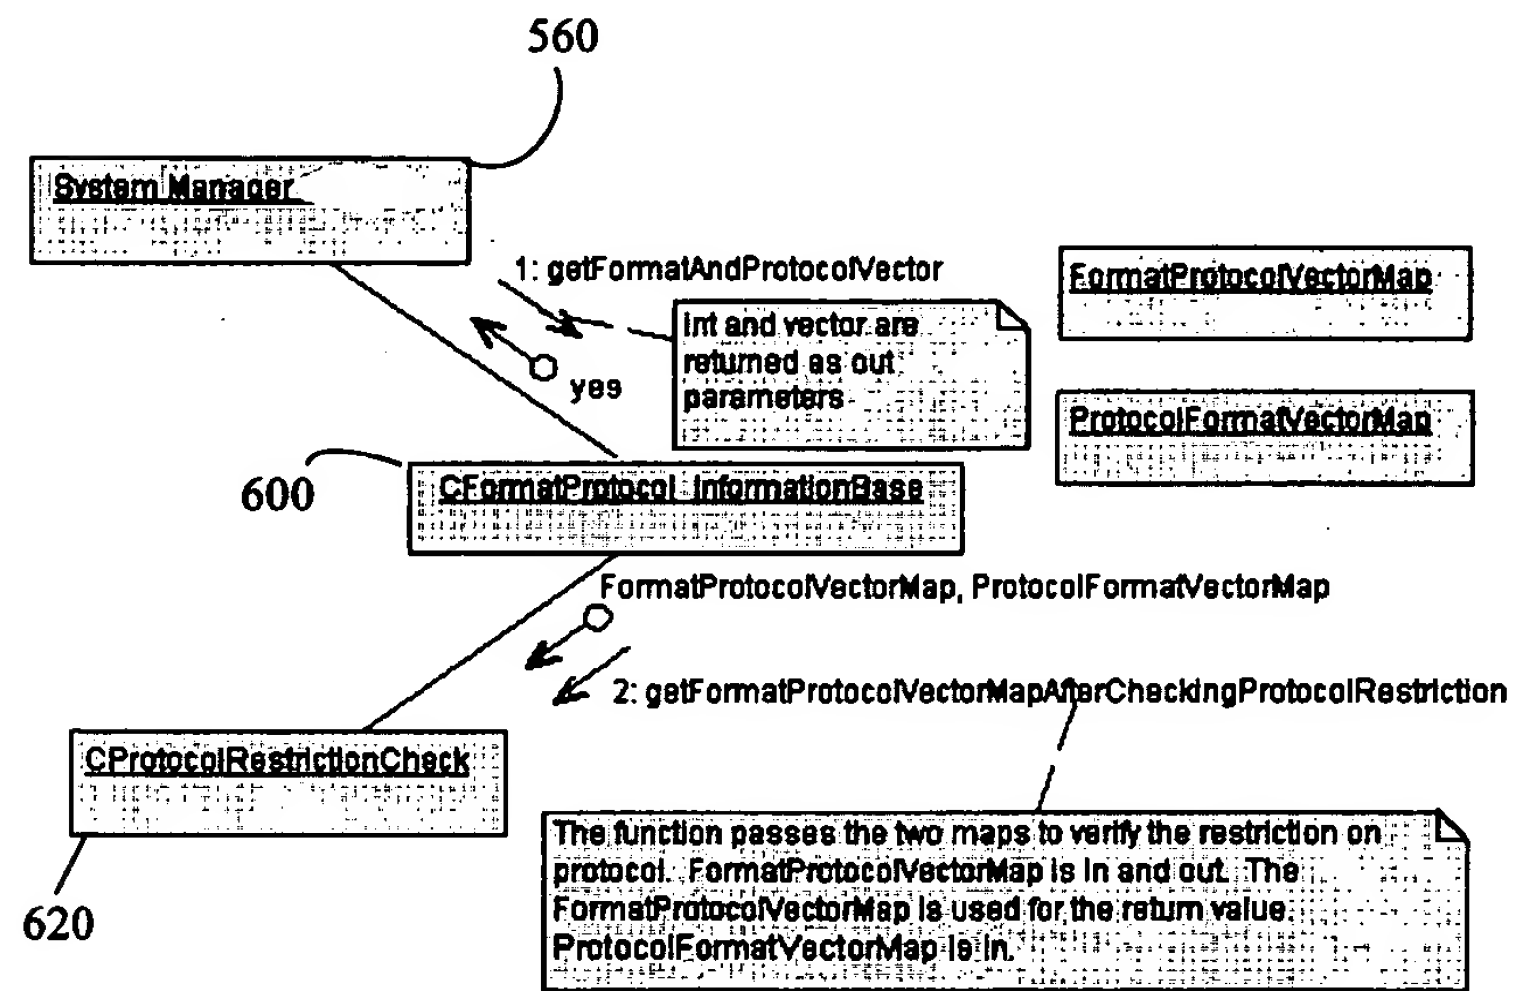 560
System Manager
1: getFormatAndProtocolVector
FormatProtocolVectorMap
Int and vector are
returned as out
parameters
yes
ProtocolFormatVectorMap
600
CFormatProtocol_InformationBase
FormatProtocolVectorMap, ProtocolFormatVectorMap
2: getFormatProtocolVectorMapAfterCheckingProtocolRestriction
CProtocolRestrictionCheck
620
The function passes the two maps to verify the restriction on
protocol. FormatProtocolVectorMap is in and out. The
FormatProtocolVectorMap is used for the return value.
ProtocolFormatVectorMap is in.